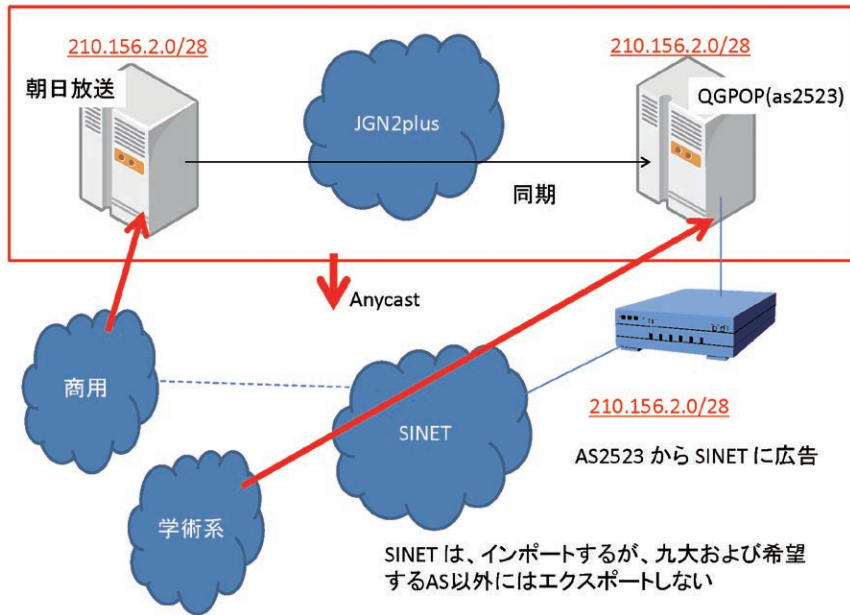 210.156.2.0/28
210.156.2.0/28
朝日放送
JGN2plus
QGPOP(as2523)
同期
Anycast
商用
SINET
210.156.2.0/28
AS2523 から SINET に広告
学術系
SINET は、インポートするが、九大および希望
するAS以外にはエクスポートしない